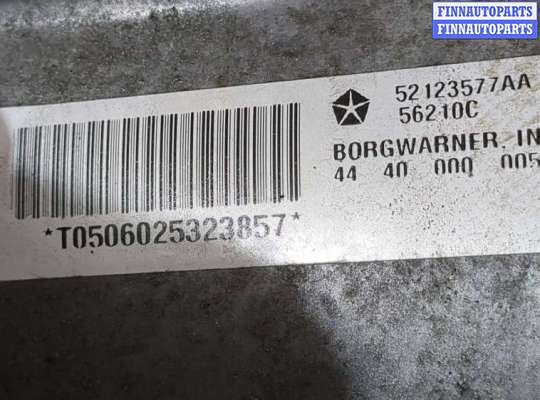 FINNAUTOPARTS
FINNAUTOPARTS
52123577AA
56210C
BORGWARNER, IN
44 40 000 005
*T0506025323857*